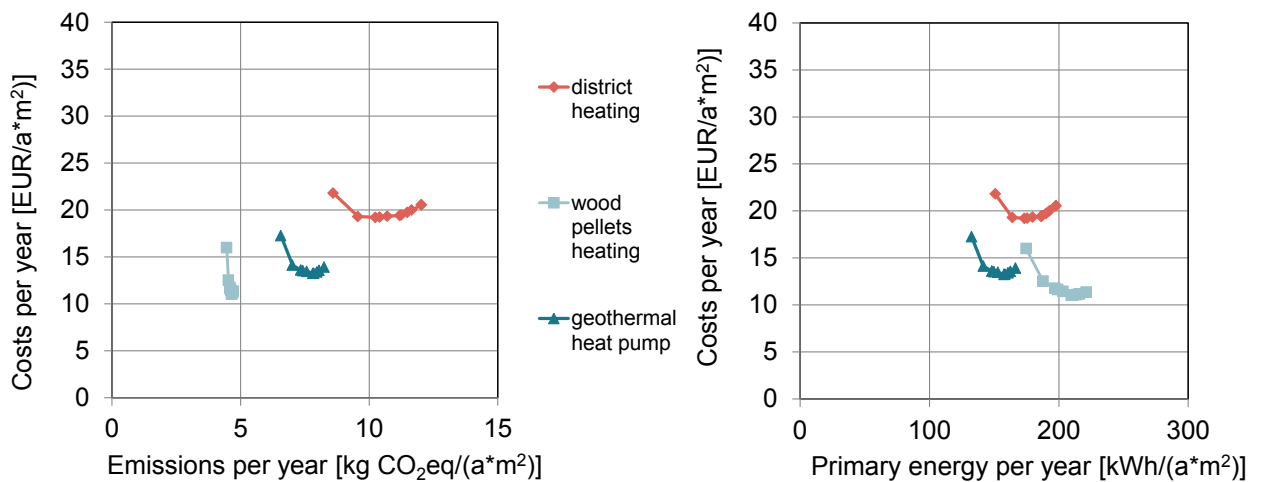 Costs per year [EUR/a*m²)]
40
35
30
25
20
15
10
5
0
0
5
10
15
Emissions per year [kg CO₂eq/(a*m²)]
district
heating
wood
pellets
heating
geothermal
heat pump
Costs per year [EUR/a*m²)]
40
35
30
25
20
15
10
5
0
0
100
200
300
Primary energy per year [kWh/(a*m²)]